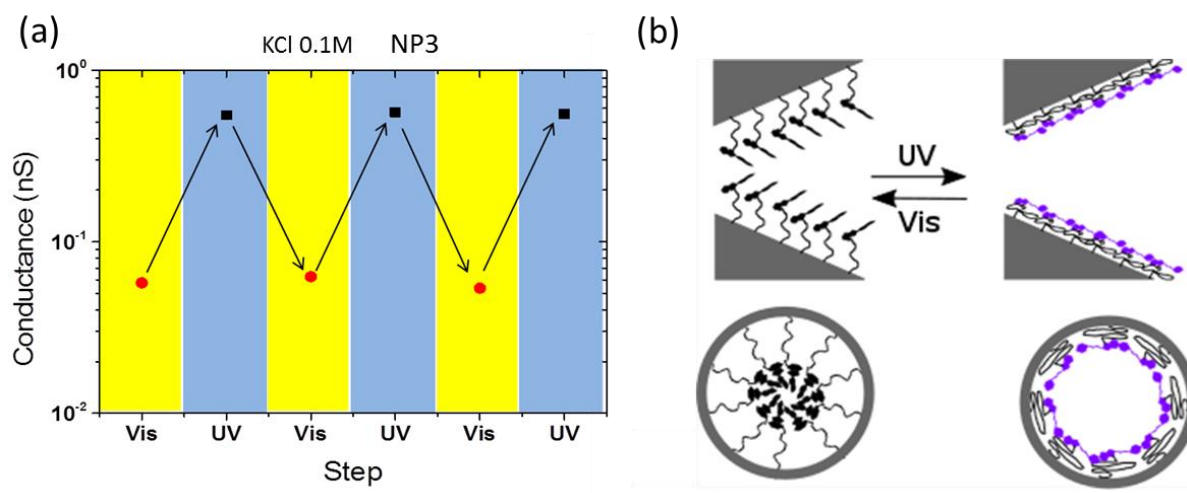 (a)
KCl 0.1M NP3
10⁰
10⁻¹
10⁻²
Conductance (nS)
Vis UV Vis UV Vis UV
Step
(b)
UV
Vis